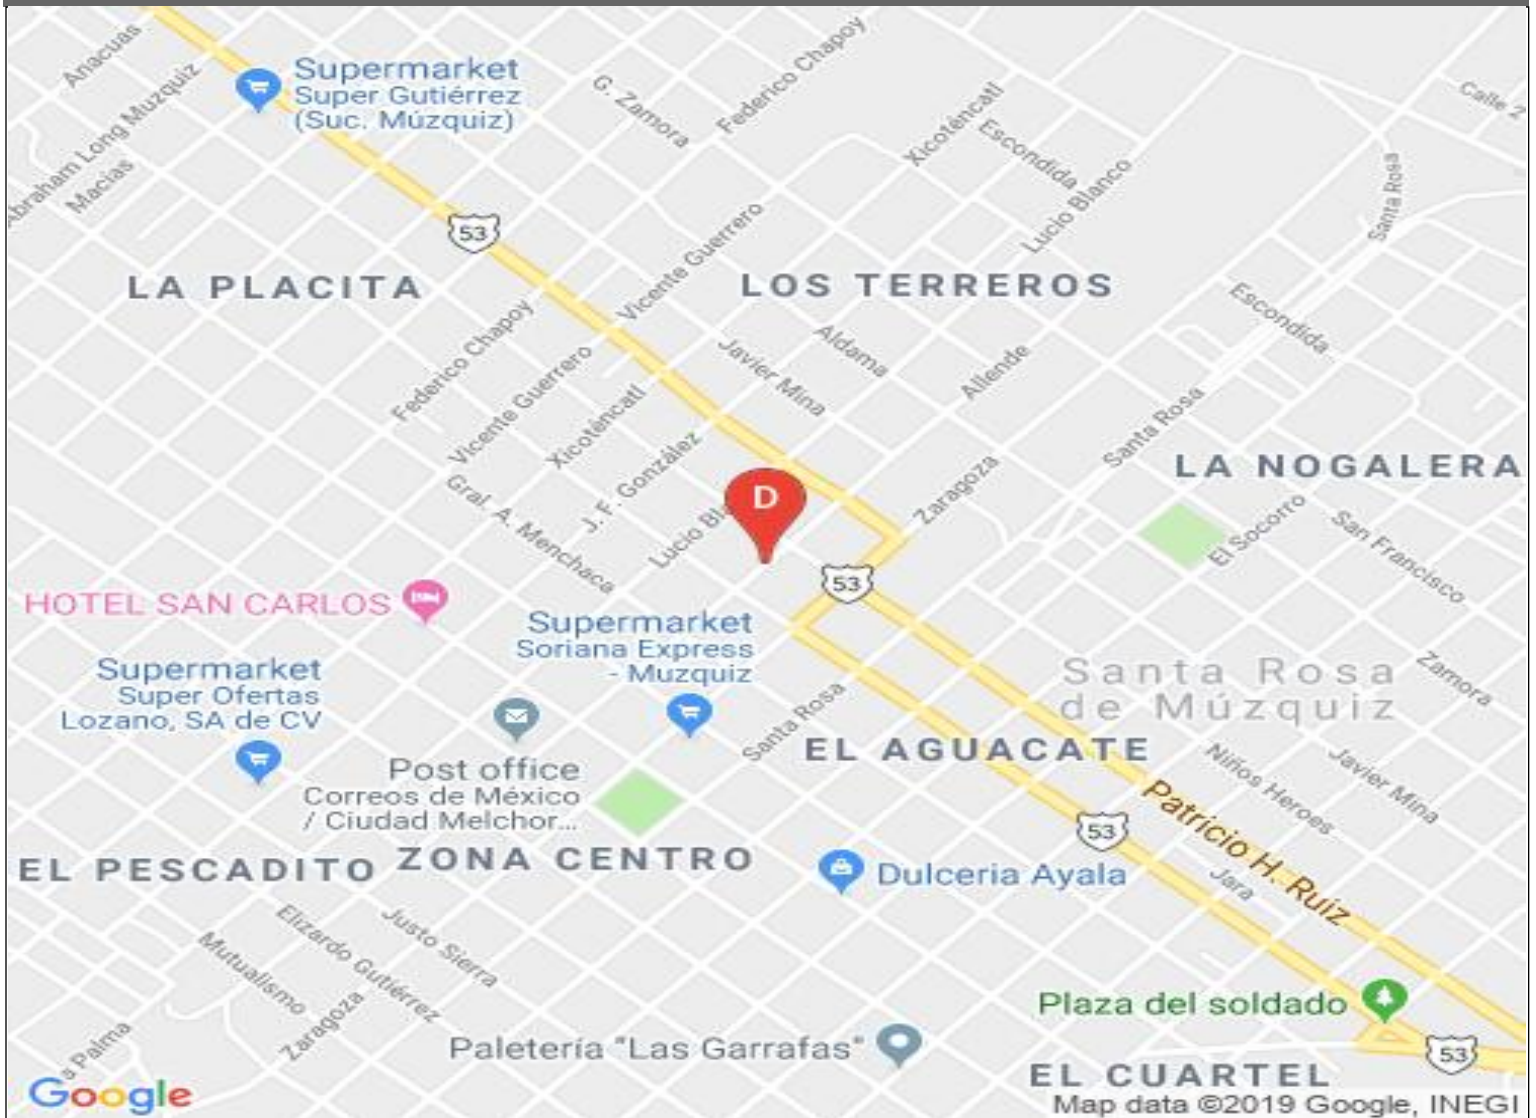 Anacuas
Abraham Long Muzquiz
Macias
Supermarket
Super Gutiérrez
(Suc. Múzquiz)
G. Zamora
Federico Chapoy
Xicoténcatl
Escondida
Lucio Blanco
Calle 2
Santa Rosa
53
LA PLACITA
Vicente Guerrero
LOS TERREROS
Escondida
Federico Chapoy
Vicente Guerrero
Xicoténcatl
J. F. González
Javier Mina
Aldama
Allende
Santa Rosa
LA NOGALERA
Zaragoza
Gral. A. Menchaca
Lucio Bla
D
El Socorro
San Francisco
53
HOTEL SAN CARLOS
Supermarket
Soriana Express
- Muzquiz
Supermarket
Super Ofertas
Lozano, SA de CV
Santa Rosa
de Múzquiz
Zamora
Santa Rosa
EL AGUACATE
Post office
Correos de México
/ Ciudad Melchor...
Niños Heroes
Javier Mina
Patricio H. Ruiz
53
EL PESCADITO
ZONA CENTRO
Dulceria Ayala
Jara
Elizardo Gutiérrez
Justo Sierra
Mutualismo
Zaragoza
a Palma
Plaza del soldado
Paletería "Las Garrafas"
53
EL CUARTEL
Google
Map data ©2019 Google, INEGI